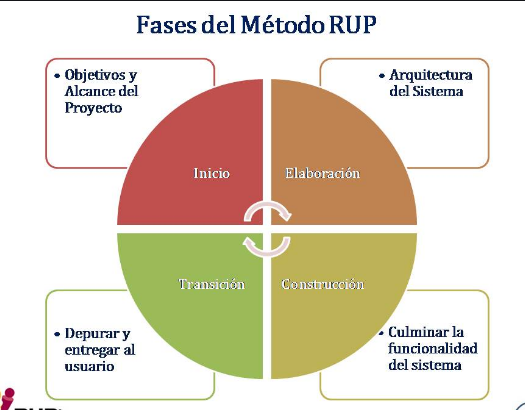 Fases del Método RUP
• Objetivos y
Alcance del
Proyecto
• Arquitectura
del Sistema
Inicio
Elaboración
Transición
Construcción
• Depurar y
entregar al
usuario
• Culminar la
funcionalidad
del sistema